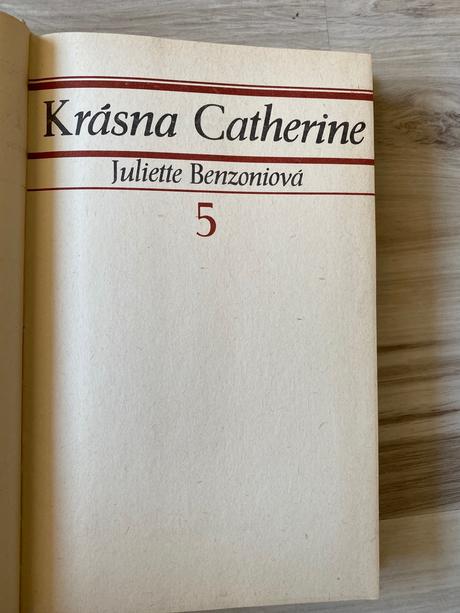 Krásna Catherine
Juliette Benzoniová
5